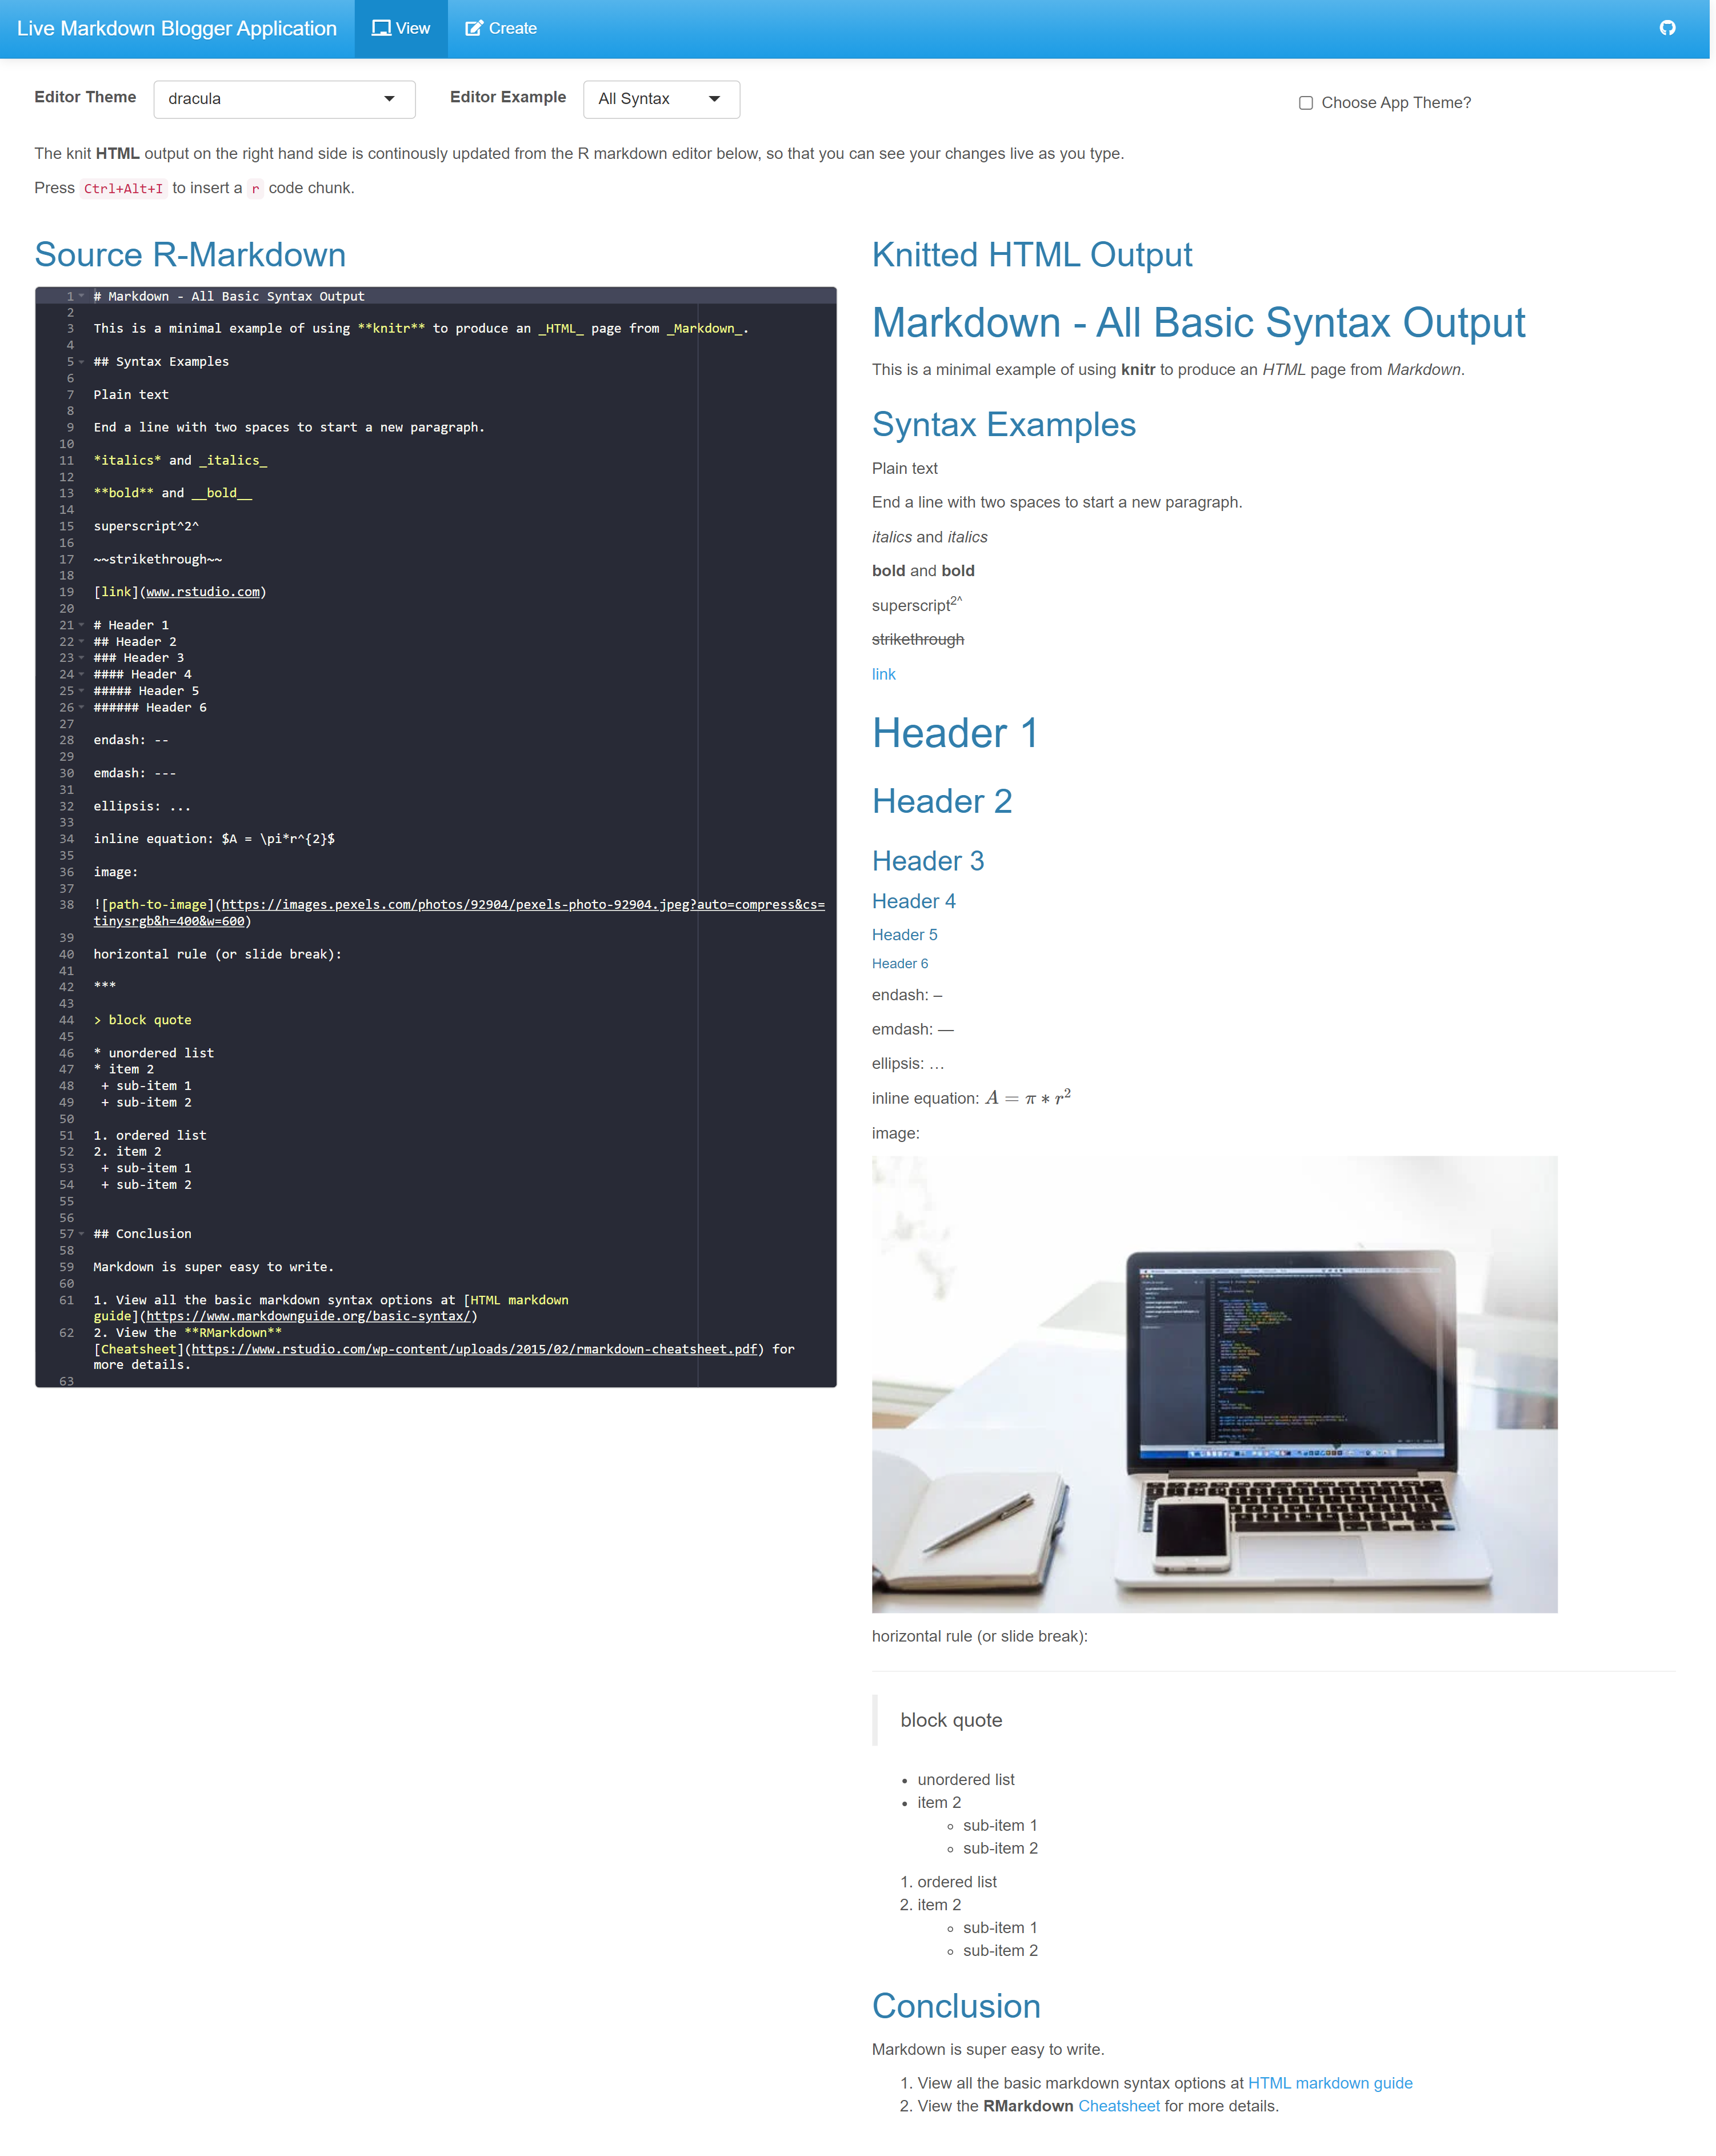 Live Markdown Blogger Application View Create
Editor Theme dracula Editor Example All Syntax Choose App Theme?
The knit HTML output on the right hand side is continously updated from the R markdown editor below, so that you can see your changes live as you type.
Press Ctrl+Alt+I to insert a r code chunk.
Source R-Markdown
1 # Markdown - All Basic Syntax Output
2
3 This is a minimal example of using **knitr** to produce an _HTML_ page from _Markdown_.
4
5 ## Syntax Examples
6
7 Plain text
8
9 End a line with two spaces to start a new paragraph.
10
11 *italics* and _italics_
12
13 **bold** and __bold__
14
15 superscript^2^
16
17 ~~strikethrough~~
18
19 [link](www.rstudio.com)
20
21 # Header 1
22 ## Header 2
23 ### Header 3
24 #### Header 4
25 ##### Header 5
26 ###### Header 6
27
28 endash: --
29
30 emdash: ---
31
32 ellipsis: ...
33
34 inline equation: $A = \pi*r^{2}$
35
36 image:
37
38 ![path-to-image](https://images.pexels.com/photos/92904/pexels-photo-92904.jpeg?auto=compress&cs=
tinysrgb&h=400&w=600)
39
40 horizontal rule (or slide break):
41
42 ***
43
44 > block quote
45
46 * unordered list
47 * item 2
48 + sub-item 1
49 + sub-item 2
50
51 1. ordered list
52 2. item 2
53 + sub-item 1
54 + sub-item 2
55
56
57 ## Conclusion
58
59 Markdown is super easy to write.
60
61 1. View all the basic markdown syntax options at [HTML markdown
guide](https://www.markdownguide.org/basic-syntax/)
62 2. View the **RMarkdown**
[Cheatsheet](https://www.rstudio.com/wp-content/uploads/2015/02/rmarkdown-cheatsheet.pdf) for
more details.
63
Knitted HTML Output
Markdown - All Basic Syntax Output
This is a minimal example of using knitr to produce an HTML page from Markdown.
Syntax Examples
Plain text
End a line with two spaces to start a new paragraph.
italics and italics
bold and bold
superscript2^
strikethrough
link
Header 1
Header 2
Header 3
Header 4
Header 5
Header 6
endash: –
emdash: —
ellipsis: …
inline equation: A = π ∗ r²
image:
horizontal rule (or slide break):
block quote
• unordered list
• item 2
◦ sub-item 1
◦ sub-item 2
1. ordered list
2. item 2
◦ sub-item 1
◦ sub-item 2
Conclusion
Markdown is super easy to write.
1. View all the basic markdown syntax options at HTML markdown guide
2. View the RMarkdown Cheatsheet for more details.